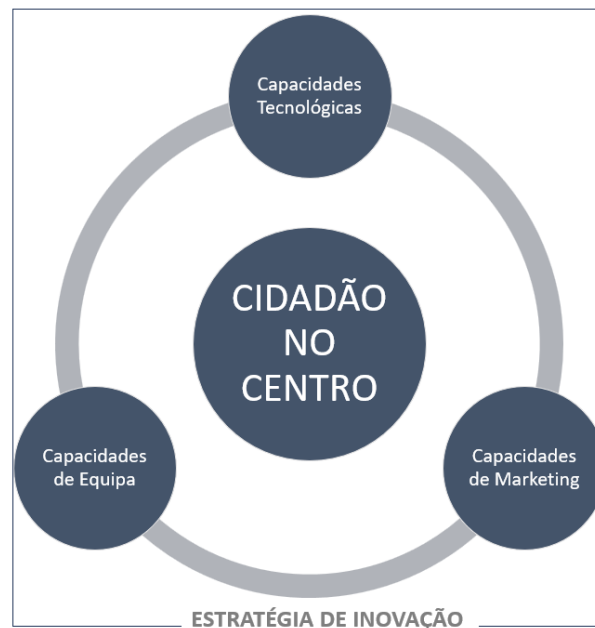 Capacidades
Tecnológicas
CIDADÃO
NO
CENTRO
Capacidades
de Equipa
Capacidades
de Marketing
ESTRATÉGIA DE INOVAÇÃO